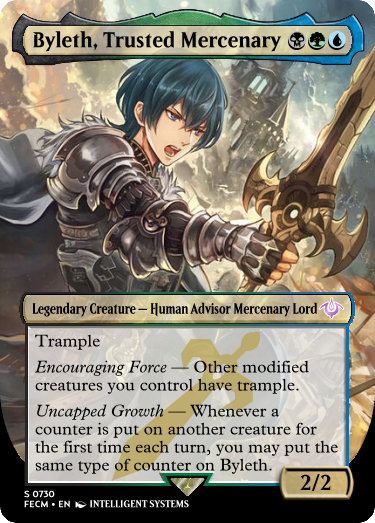 Byleth, Trusted Mercenary
Legendary Creature — Human Advisor Mercenary Lord
Trample
Encouraging Force — Other modified
creatures you control have trample.
Uncapped Growth — Whenever a
counter is put on another creature for
the first time each turn, you may put the
same type of counter on Byleth.
2/2
S 0730
FECM • EN INTELLIGENT SYSTEMS